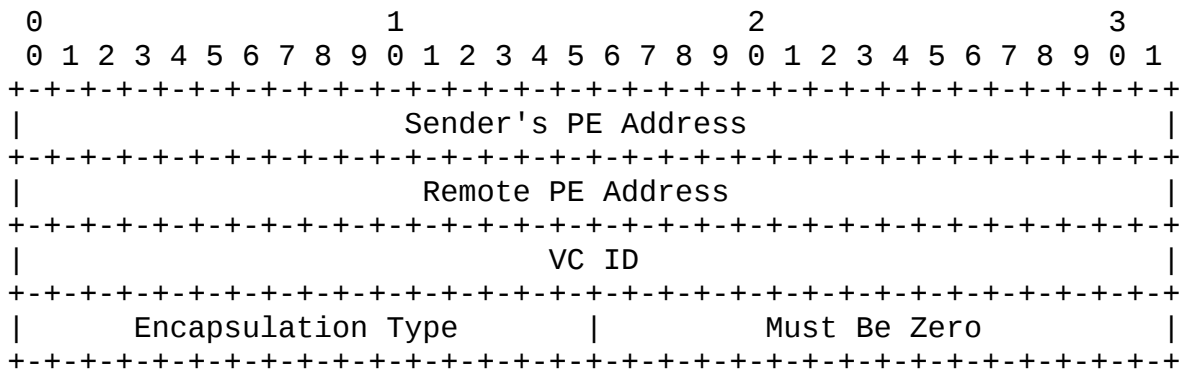 0                   1                   2                   3
 0 1 2 3 4 5 6 7 8 9 0 1 2 3 4 5 6 7 8 9 0 1 2 3 4 5 6 7 8 9 0 1
+-+-+-+-+-+-+-+-+-+-+-+-+-+-+-+-+-+-+-+-+-+-+-+-+-+-+-+-+-+-+-+-+
|                     Sender's PE Address                       |
+-+-+-+-+-+-+-+-+-+-+-+-+-+-+-+-+-+-+-+-+-+-+-+-+-+-+-+-+-+-+-+-+
|                      Remote PE Address                        |
+-+-+-+-+-+-+-+-+-+-+-+-+-+-+-+-+-+-+-+-+-+-+-+-+-+-+-+-+-+-+-+-+
|                             VC ID                             |
+-+-+-+-+-+-+-+-+-+-+-+-+-+-+-+-+-+-+-+-+-+-+-+-+-+-+-+-+-+-+-+-+
|      Encapsulation Type       |         Must Be Zero          |
+-+-+-+-+-+-+-+-+-+-+-+-+-+-+-+-+-+-+-+-+-+-+-+-+-+-+-+-+-+-+-+-+